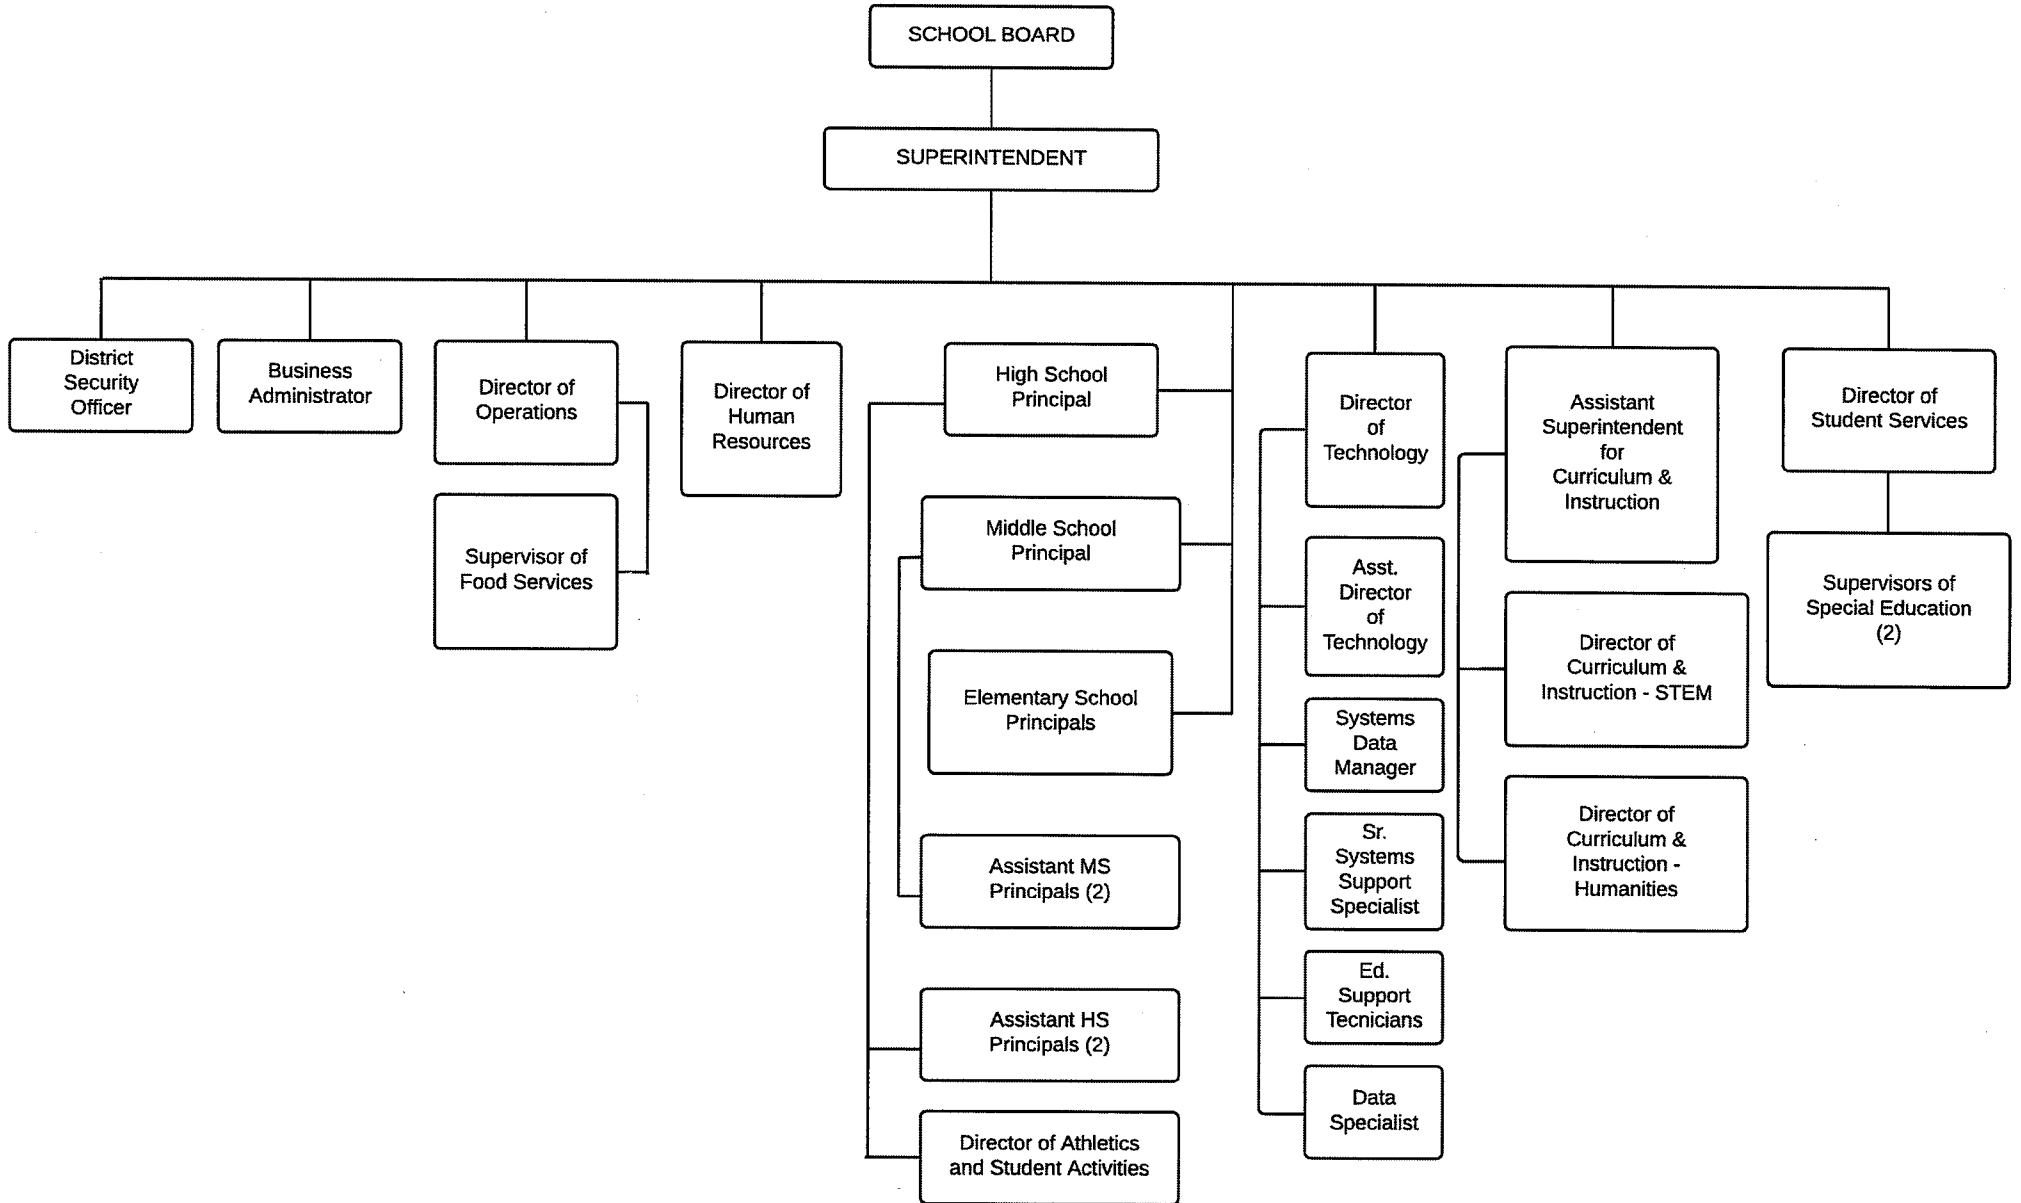 SCHOOL BOARD
SUPERINTENDENT
District
Security
Officer
Business
Administrator
Director of
Operations
Supervisor of
Food Services
Director of
Human
Resources
High School
Principal
Middle School
Principal
Elementary School
Principals
Assistant MS
Principals (2)
Assistant HS
Principals (2)
Director of Athletics
and Student Activities
Director
of
Technology
Asst.
Director
of
Technology
Systems
Data
Manager
Sr.
Systems
Support
Specialist
Ed.
Support
Tecnicians
Data
Specialist
Assistant
Superintendent
for
Curriculum &
Instruction
Director of
Curriculum &
Instruction - STEM
Director of
Curriculum &
Instruction -
Humanities
Director of
Student Services
Supervisors of
Special Education
(2)